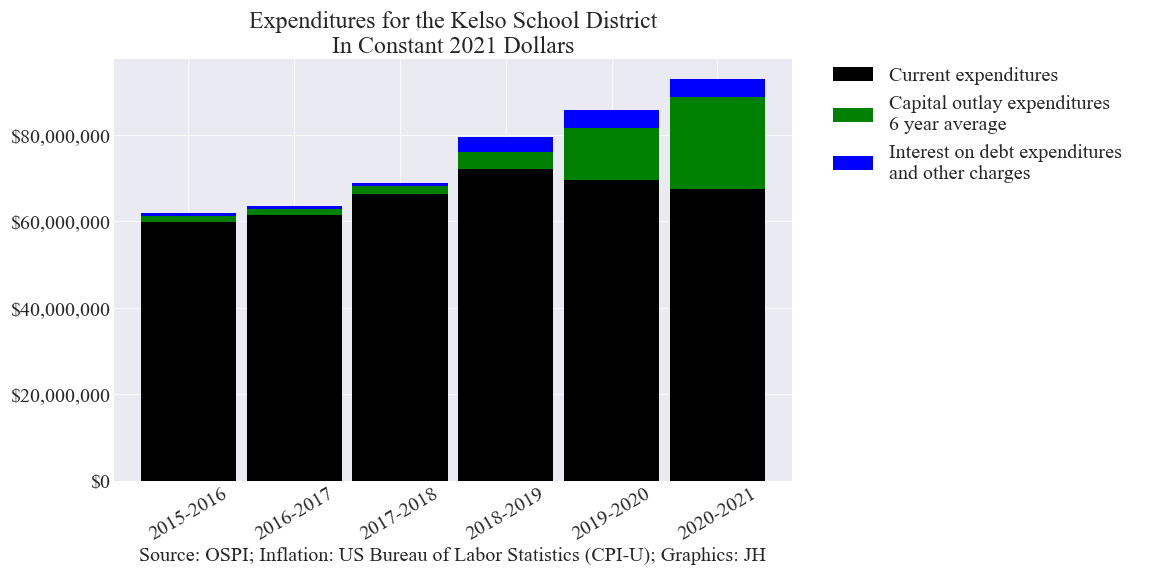 Expenditures for the Kelso School District
In Constant 2021 Dollars
Current expenditures
Capital outlay expenditures
6 year average
Interest on debt expenditures
and other charges
$80,000,000
$60,000,000
$40,000,000
$20,000,000
$0
2015-2016
2016-2017
2017-2018
2018-2019
2019-2020
2020-2021
Source: OSPI; Inflation: US Bureau of Labor Statistics (CPI-U); Graphics: JH